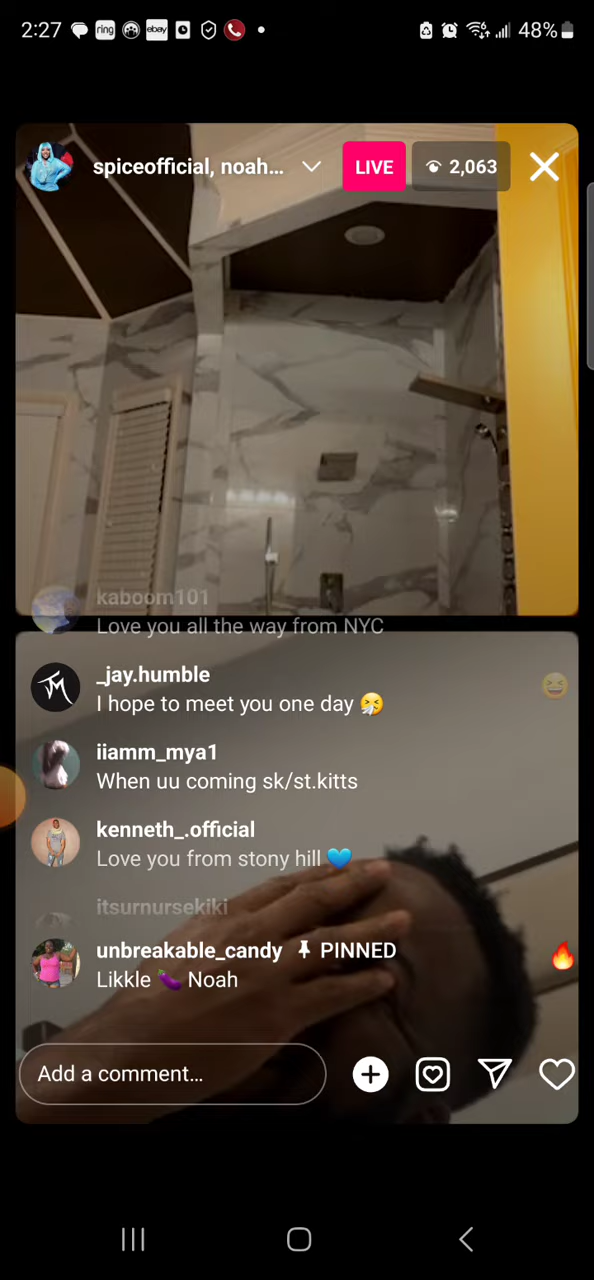 2:27
ring
ebay
48%
spiceofficial, noah...
LIVE
2,063
kaboom101
Love you all the way from NYC
_jay.humble
I hope to meet you one day 🤧
iiamm_mya1
When uu coming sk/st.kitts
kenneth_.official
Love you from stony hill 💙
itsurnursekiki
unbreakable_candy PINNED
Likkle 🍆 Noah
Add a comment...